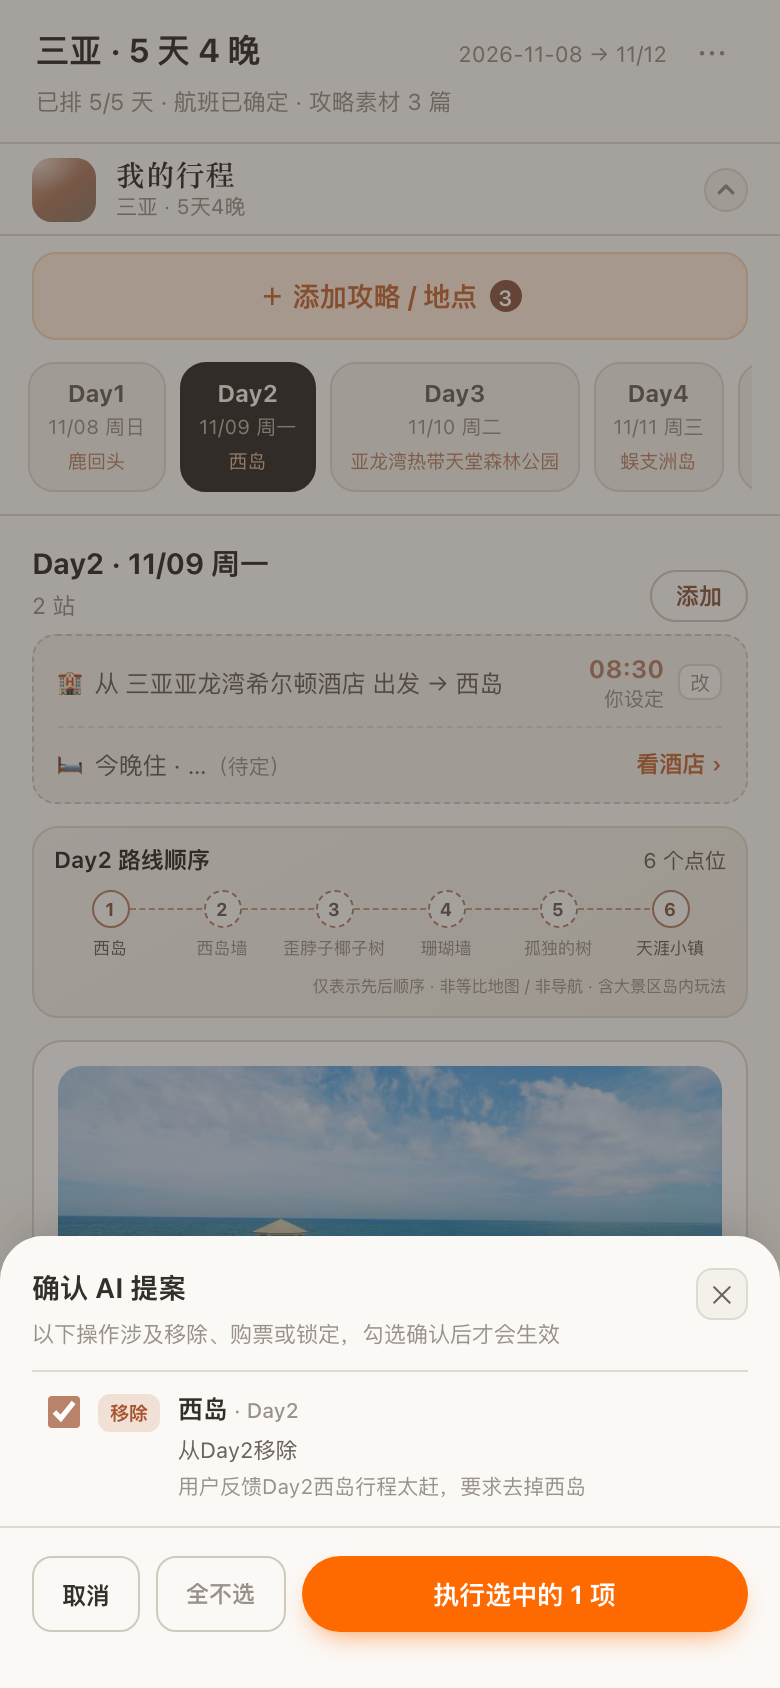 三亚 · 5 天 4 晚
2026-11-08 → 11/12
···
已排 5/5 天 · 航班已确定 · 攻略素材 3 篇
我的行程
三亚 · 5天4晚
+ 添加攻略 / 地点 3
Day1
11/08 周日
鹿回头
Day2
11/09 周一
西岛
Day3
11/10 周二
亚龙湾热带天堂森林公园
Day4
11/11 周三
蜈支洲岛
Day2 · 11/09 周一
2 站
添加
从 三亚亚龙湾希尔顿酒店 出发 → 西岛
08:30
你设定
改
今晚住 · ... (待定)
看酒店 ›
Day2 路线顺序
6 个点位
1 2 3 4 5 6
西岛 西岛墙 歪脖子椰子树 珊瑚墙 孤独的树 天涯小镇
仅表示先后顺序 · 非等比地图 / 非导航 · 含大景区岛内玩法
确认 AI 提案
以下操作涉及移除、购票或锁定，勾选确认后才会生效
移除 西岛 · Day2
从Day2移除
用户反馈Day2西岛行程太赶，要求去掉西岛
取消
全不选
执行选中的 1 项